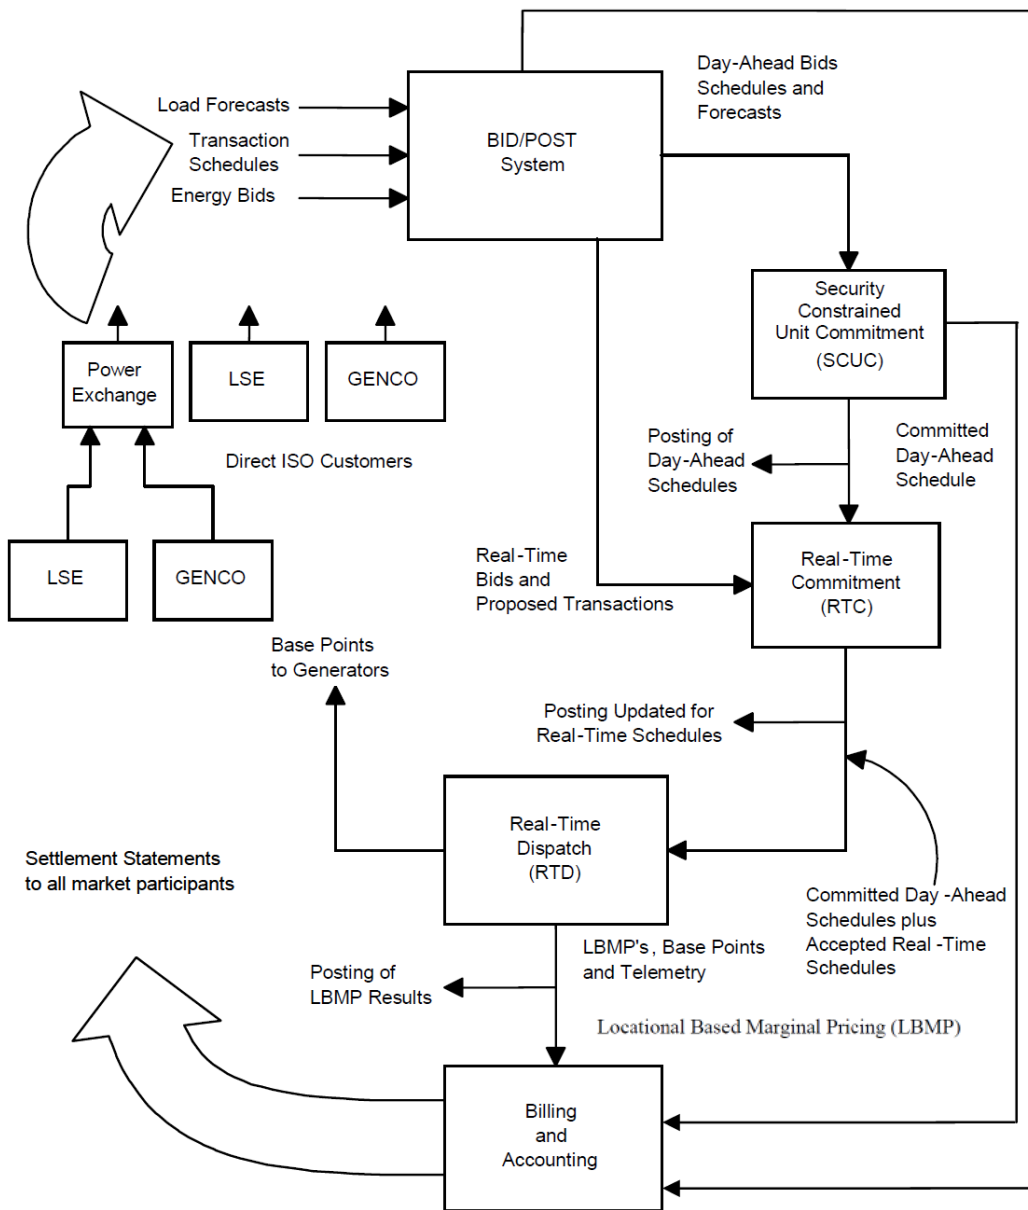 Day-Ahead Bids
Schedules and
Forecasts
Load Forecasts
Transaction
Schedules
Energy Bids
BID/POST
System
Security
Constrained
Unit Commitment
(SCUC)
Power
Exchange
LSE
GENCO
Direct ISO Customers
LSE
GENCO
Posting of
Day-Ahead
Schedules
Committed
Day-Ahead
Schedule
Real-Time
Bids and
Proposed Transactions
Real-Time
Commitment
(RTC)
Base Points
to Generators
Posting Updated for
Real-Time Schedules
Real-Time
Dispatch
(RTD)
Settlement Statements
to all market participants
Committed Day -Ahead
Schedules plus
Accepted Real -Time
Schedules
LBMP's , Base Points
and Telemetry
Posting of
LBMP Results
Locational Based Marginal Pricing (LBMP)
Billing
and
Accounting